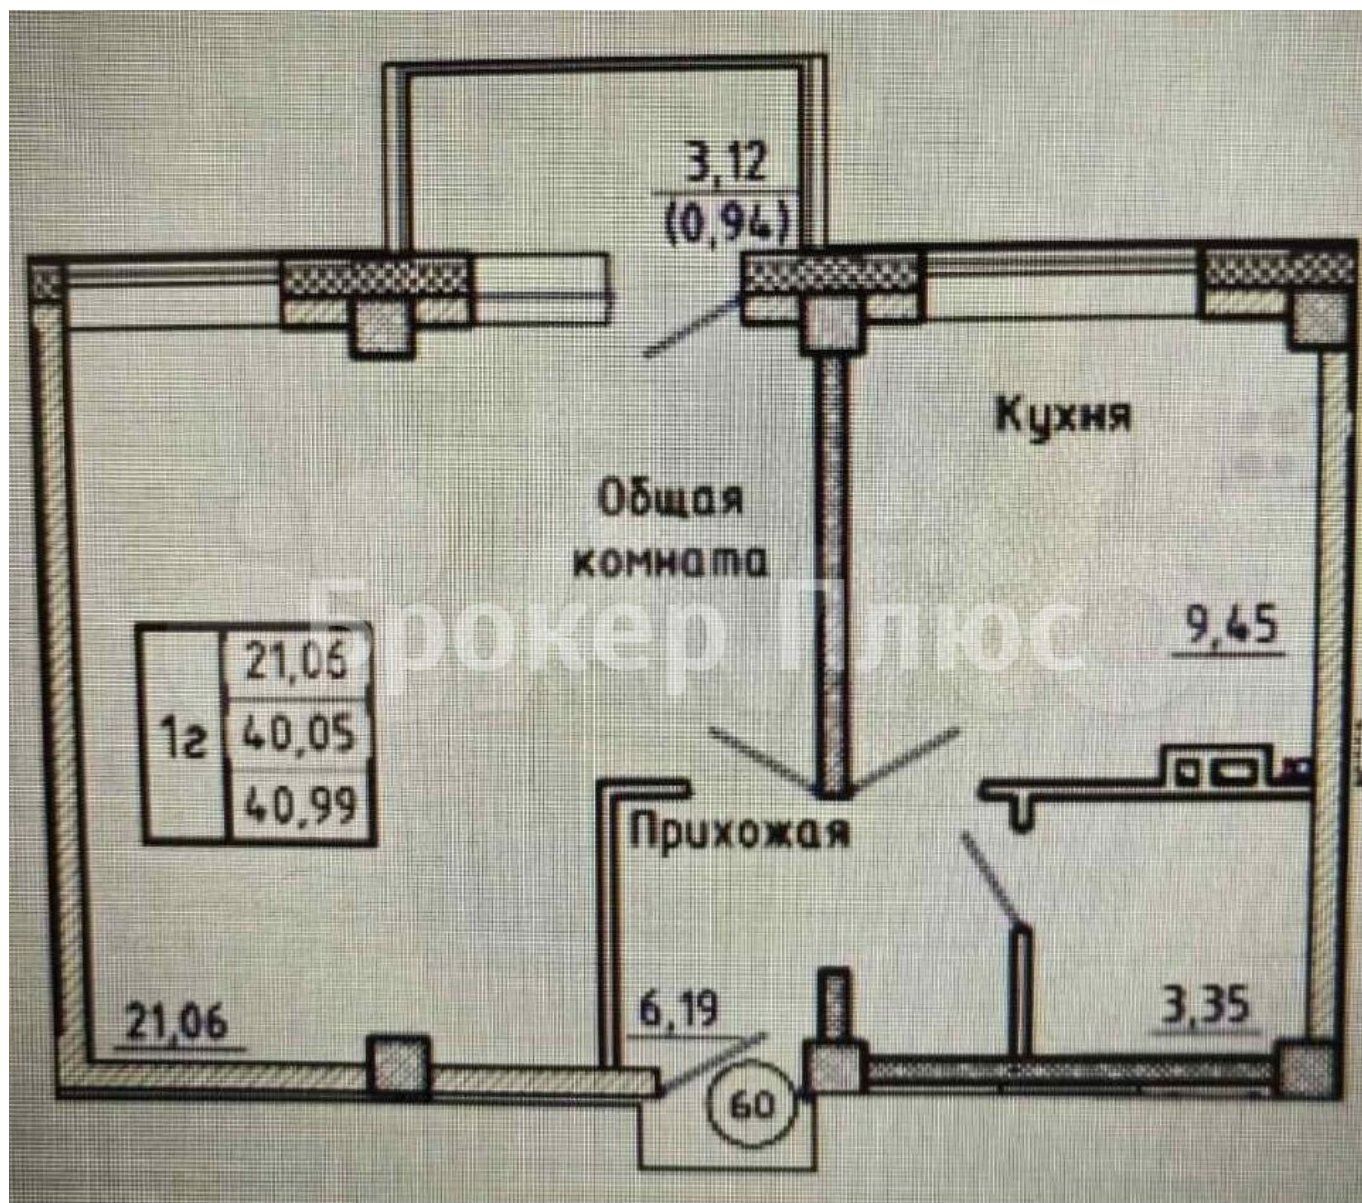 3,12
(0,94)
Кухня
Общая
комната
9,45
Брокер Плюс
1г
21,06
40,05
40,99
Прихожая
21,06
6,19
3,35
60